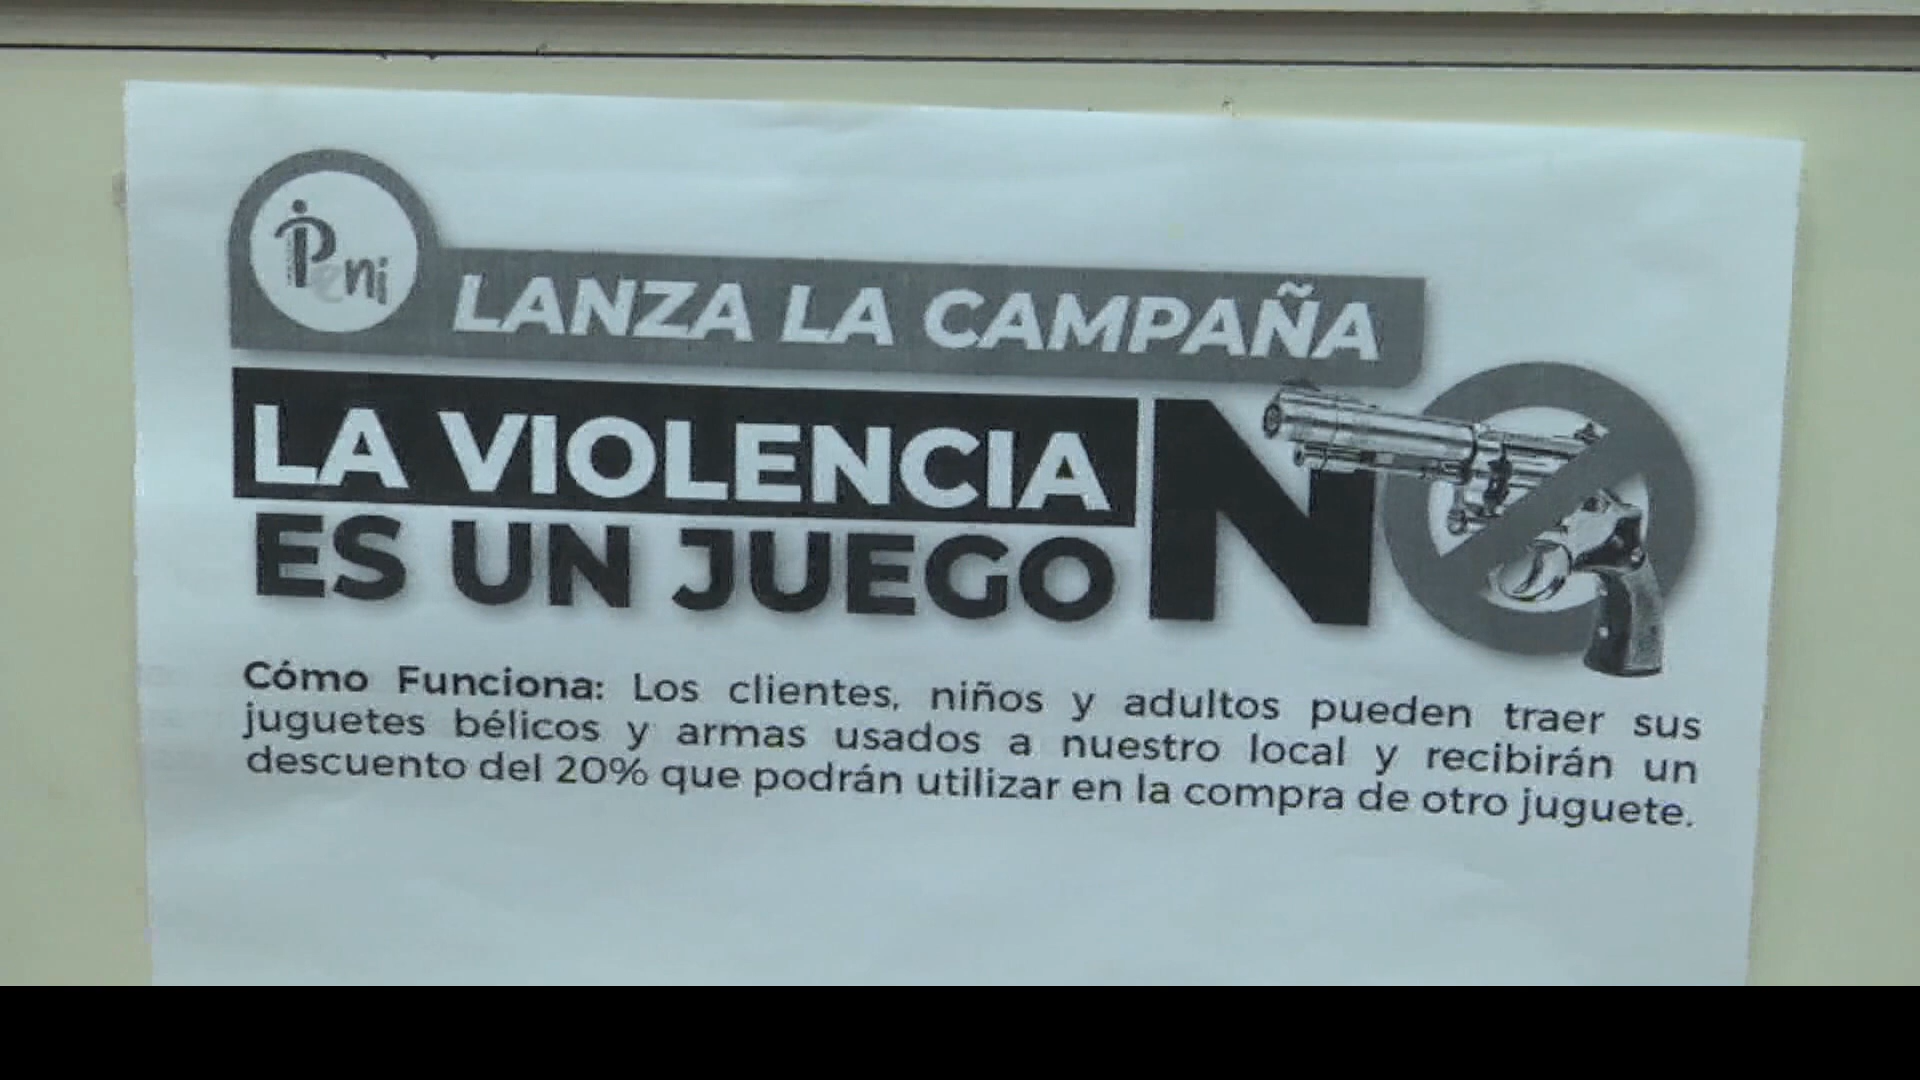 Peni
LANZA LA CAMPAÑA
LA VIOLENCIA
ES UN JUEGO
NO
Cómo Funciona: Los clientes, niños y adultos pueden traer sus
juguetes bélicos y armas usados a nuestro local y recibirán un
descuento del 20% que podrán utilizar en la compra de otro juguete.